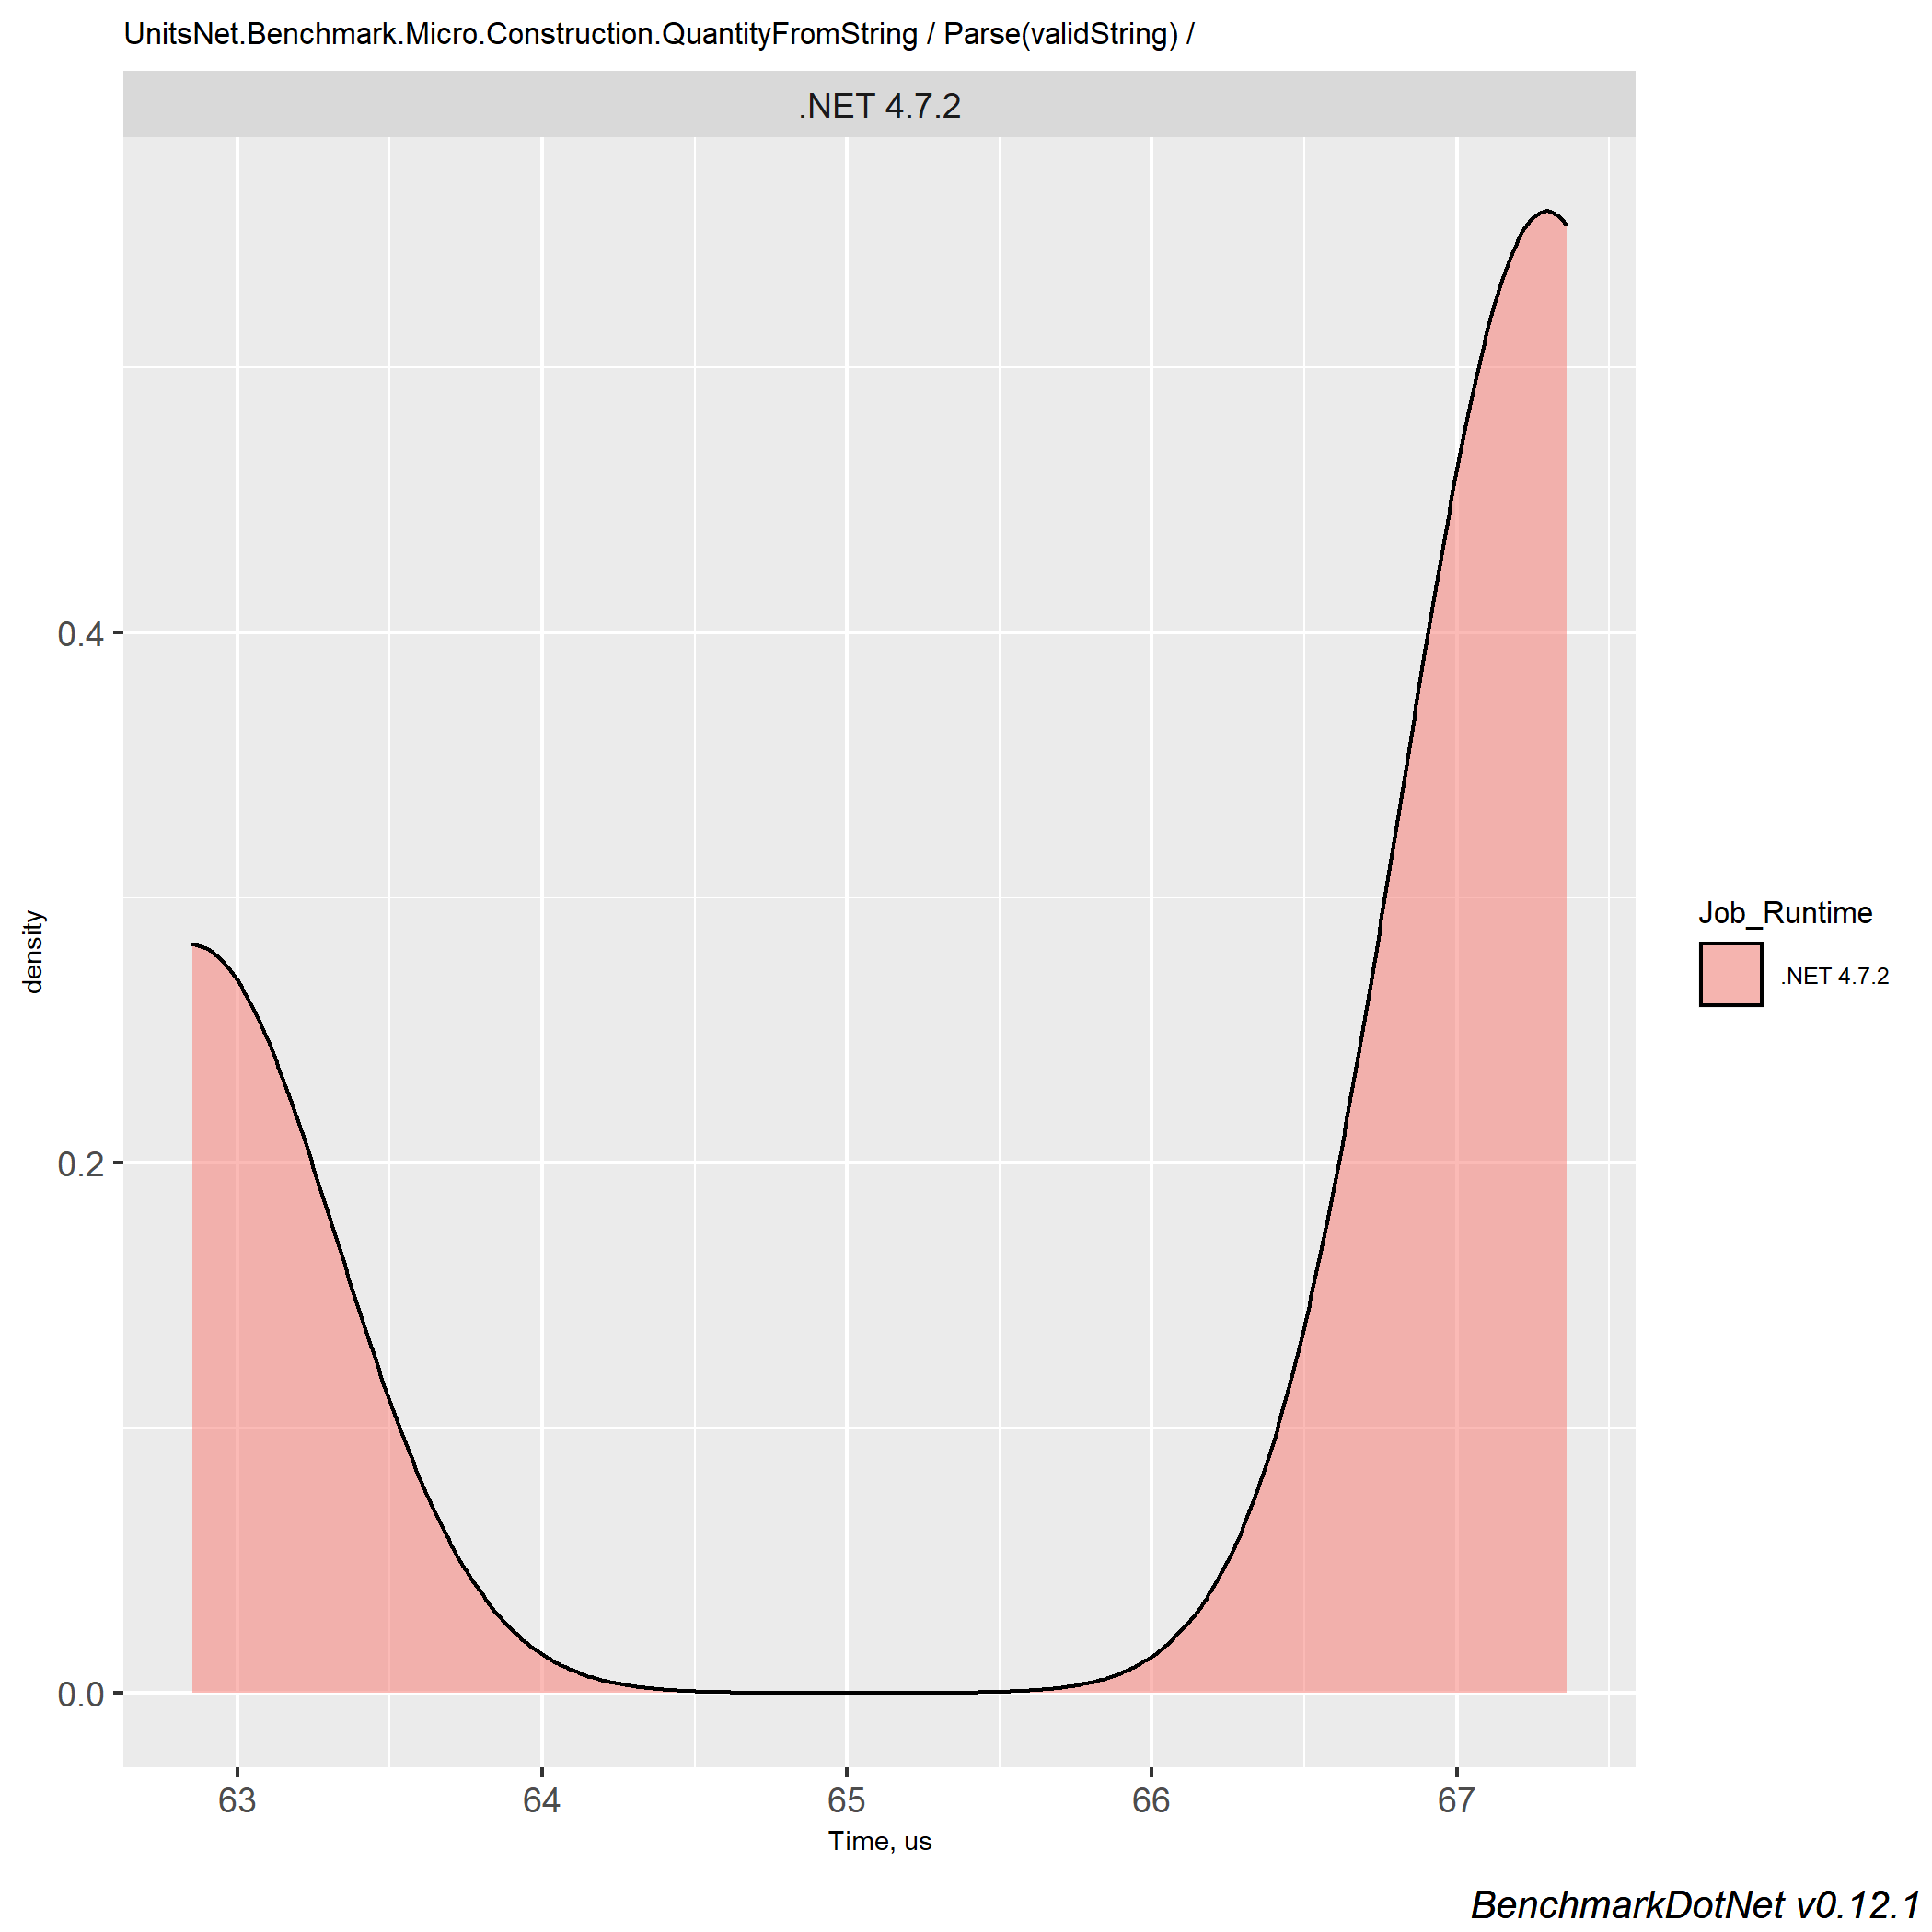 UnitsNet.Benchmark.Micro.Construction.QuantityFromString / Parse(validString) /
.NET 4.7.2
0.4
0.2
0.0
density
63 64 65 66 67
Time, us
Job_Runtime
.NET 4.7.2
BenchmarkDotNet v0.12.1